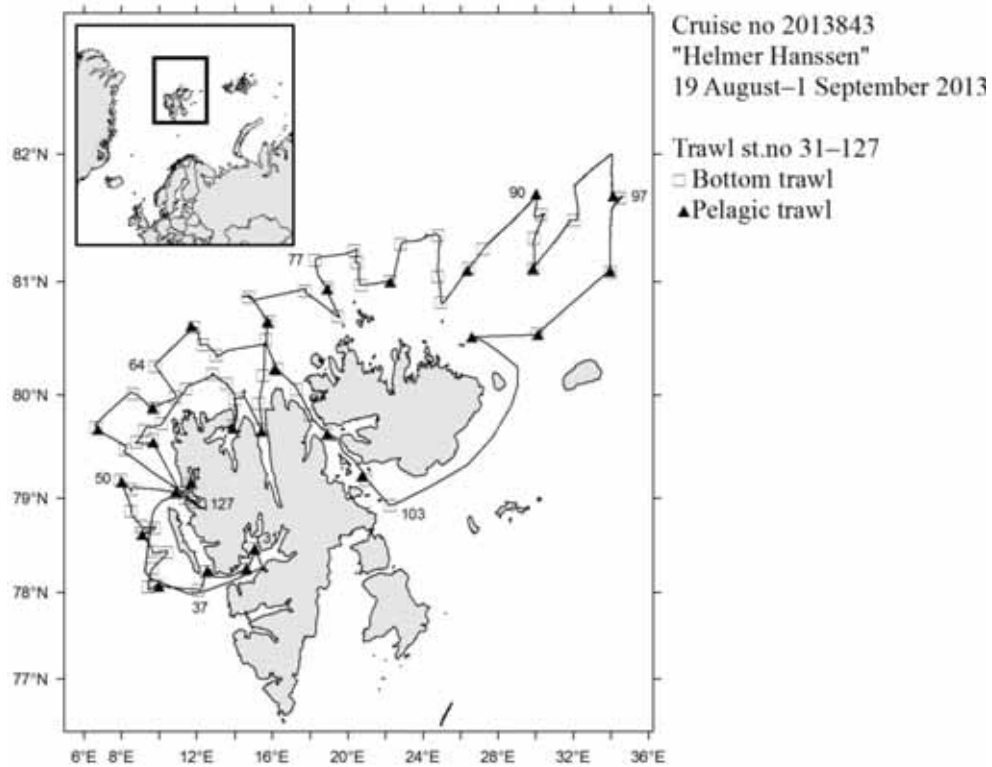 Cruise no 2013843
"Helmer Hanssen"
19 August–1 September 2013
Trawl st.no 31–127
Bottom trawl
Pelagic trawl
82°N
81°N
80°N
79°N
78°N
77°N
90
97
77
64
50
127
103
31
37
6°E 8°E 12°E 16°E 20°E 24°E 28°E 32°E 36°E